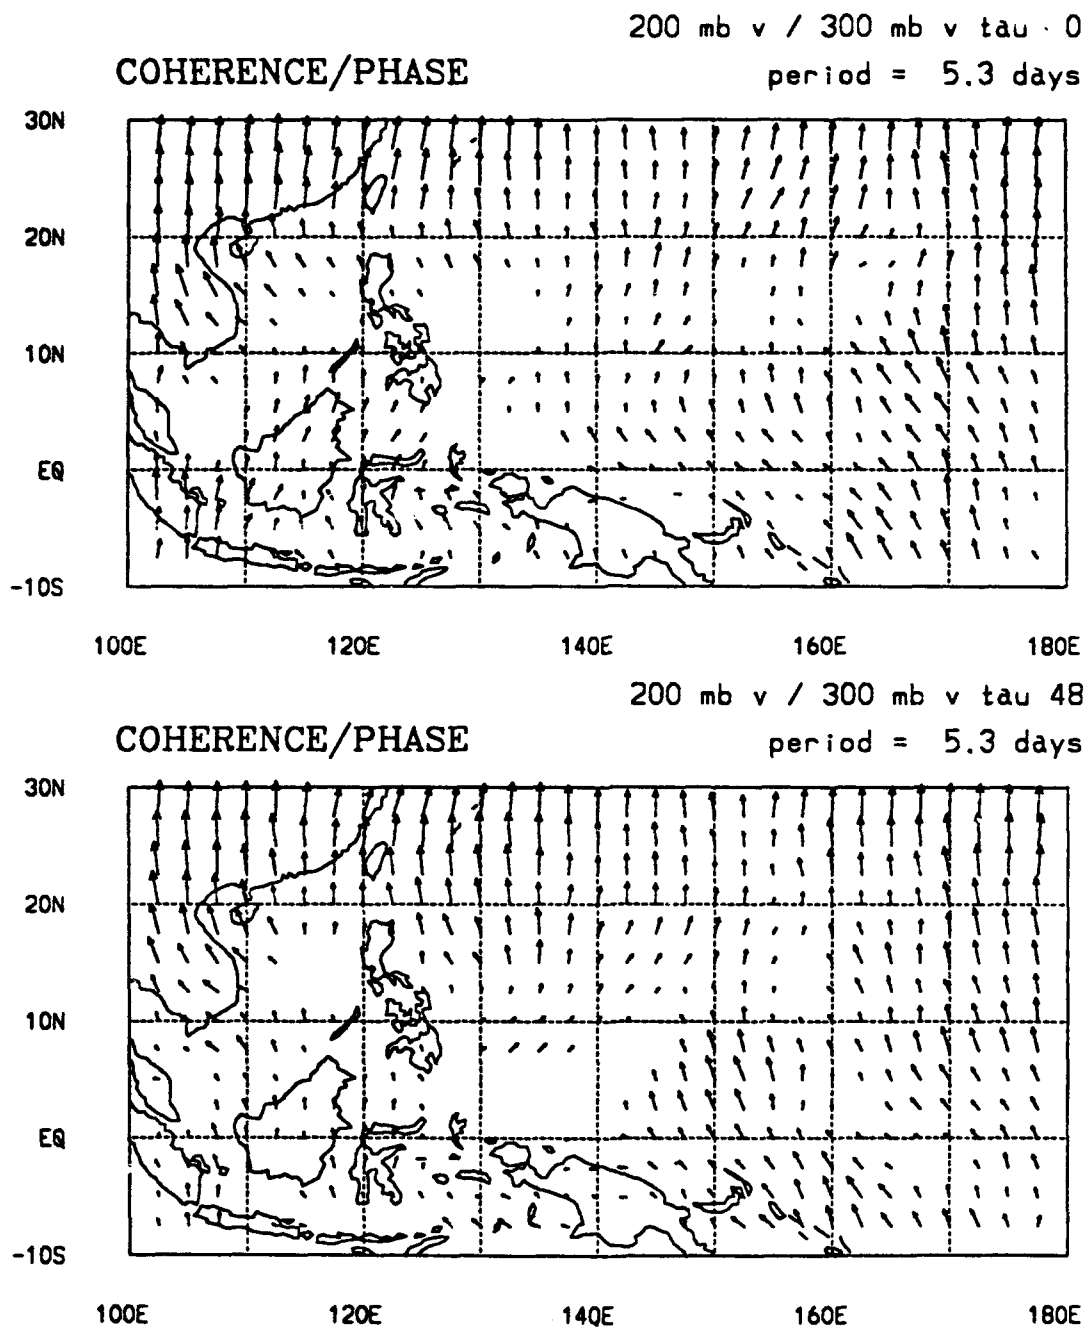 200 mb v / 300 mb v tau · 0
COHERENCE/PHASE period = 5.3 days
30N
20N
10N
EQ
-10S
100E 120E 140E 160E 180E
200 mb v / 300 mb v tau 48
COHERENCE/PHASE period = 5.3 days
30N
20N
10N
EQ
-10S
100E 120E 140E 160E 180E